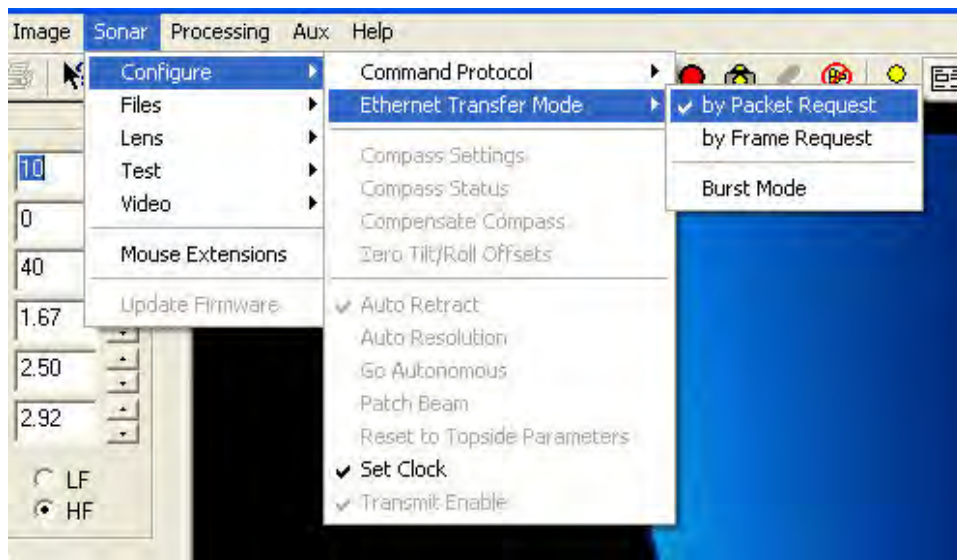 Image Sonar Processing Aux Help
Configure
Files
Lens
Test
Video
Mouse Extensions
Update Firmware
Command Protocol
Ethernet Transfer Mode
Compass Settings
Compass Status
Compensate Compass
Zero Tilt/Roll Offsets
Auto Retract
Auto Resolution
Go Autonomous
Patch Beam
Reset to Topside Parameters
Set Clock
Transmit Enable
by Packet Request
by Frame Request
Burst Mode
10
0
40
1.67
2.50
2.92
LF
HF